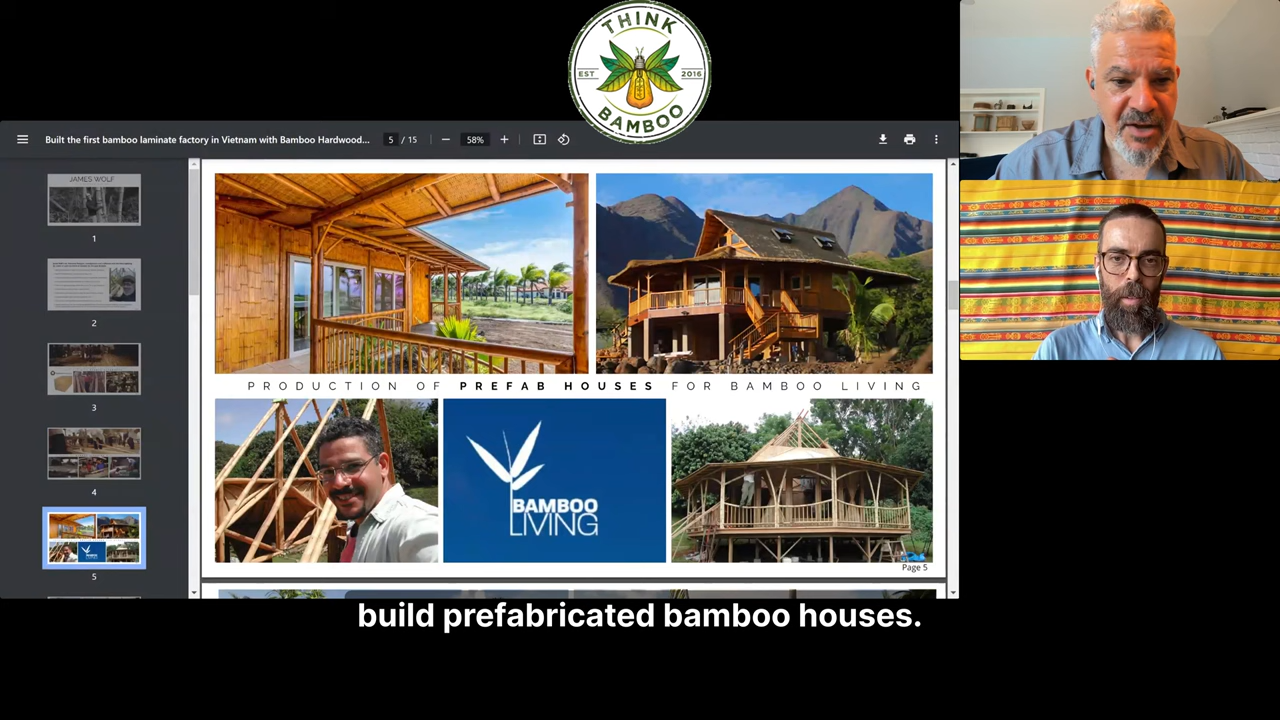 THINK
EST 2016
BAMBOO
Built the first bamboo laminate factory in Vietnam with Bamboo Hardwood... 5 / 15 58%
JAMES WOLF
1
2
3
4
5
PRODUCTION OF PREFAB HOUSES FOR BAMBOO LIVING
BAMBOO
LIVING
Page 5
build prefabricated bamboo houses.